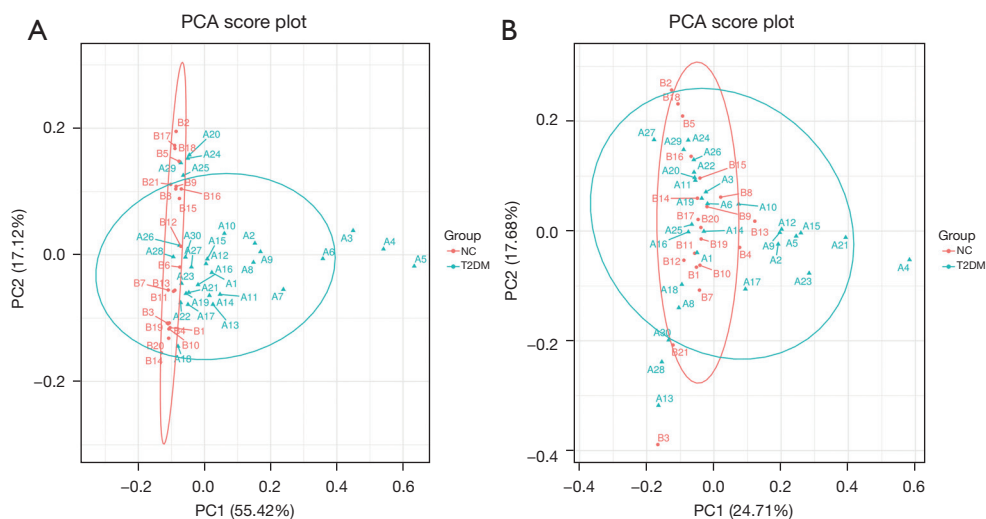 A
PCA score plot
PC2 (17.12%)
0.2
0.0
−0.2
−0.2
0.0
0.2
0.4
0.6
PC1 (55.42%)
B2
B17
B18
A20
B5
A24
A29
A25
B21
B9
B8
B16
B15
B12
A30
A10
A26
A15
A2
A3
A28
A27
A12
A9
A4
B6
A8
A6
A5
A23
A16
A1
B7
B13
A21
A11
A7
B11
A19
A14
B3
A22
A17
A13
B19
B4
B1
B20
B10
B14
A18
Group
NC
T2DM
B
PCA score plot
PC2 (17.68%)
0.2
0.0
−0.2
−0.4
−0.4
−0.2
0.0
0.2
0.4
0.6
PC1 (24.71%)
B2
B18
B5
A27
A29
A24
B16
A26
A20
A22
B15
A11
A3
B14
A19
A6
B8
A10
B17
B20
B9
A12
A15
A25
A14
B13
A16
B11
B19
B4
A9
A5
A21
B12
A1
A2
B1
B10
A4
A18
B7
A17
A23
A8
A30
B21
A28
A13
B3
Group
NC
T2DM